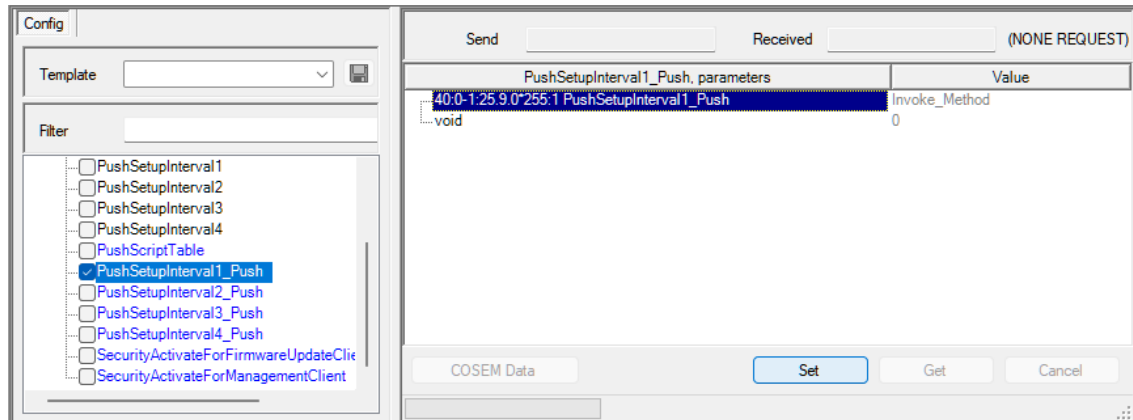 Config
Template
Filter
PushSetupInterval1
PushSetupInterval2
PushSetupInterval3
PushSetupInterval4
PushScriptTable
PushSetupInterval1_Push
PushSetupInterval2_Push
PushSetupInterval3_Push
PushSetupInterval4_Push
SecurityActivateForFirmwareUpdateClie
SecurityActivateForManagementClient
Send Received (NONE REQUEST)
PushSetupInterval1_Push, parameters Value
40:0-1:25.9.0*255:1 PushSetupInterval1_Push Invoke_Method
void 0
COSEM Data Set Get Cancel